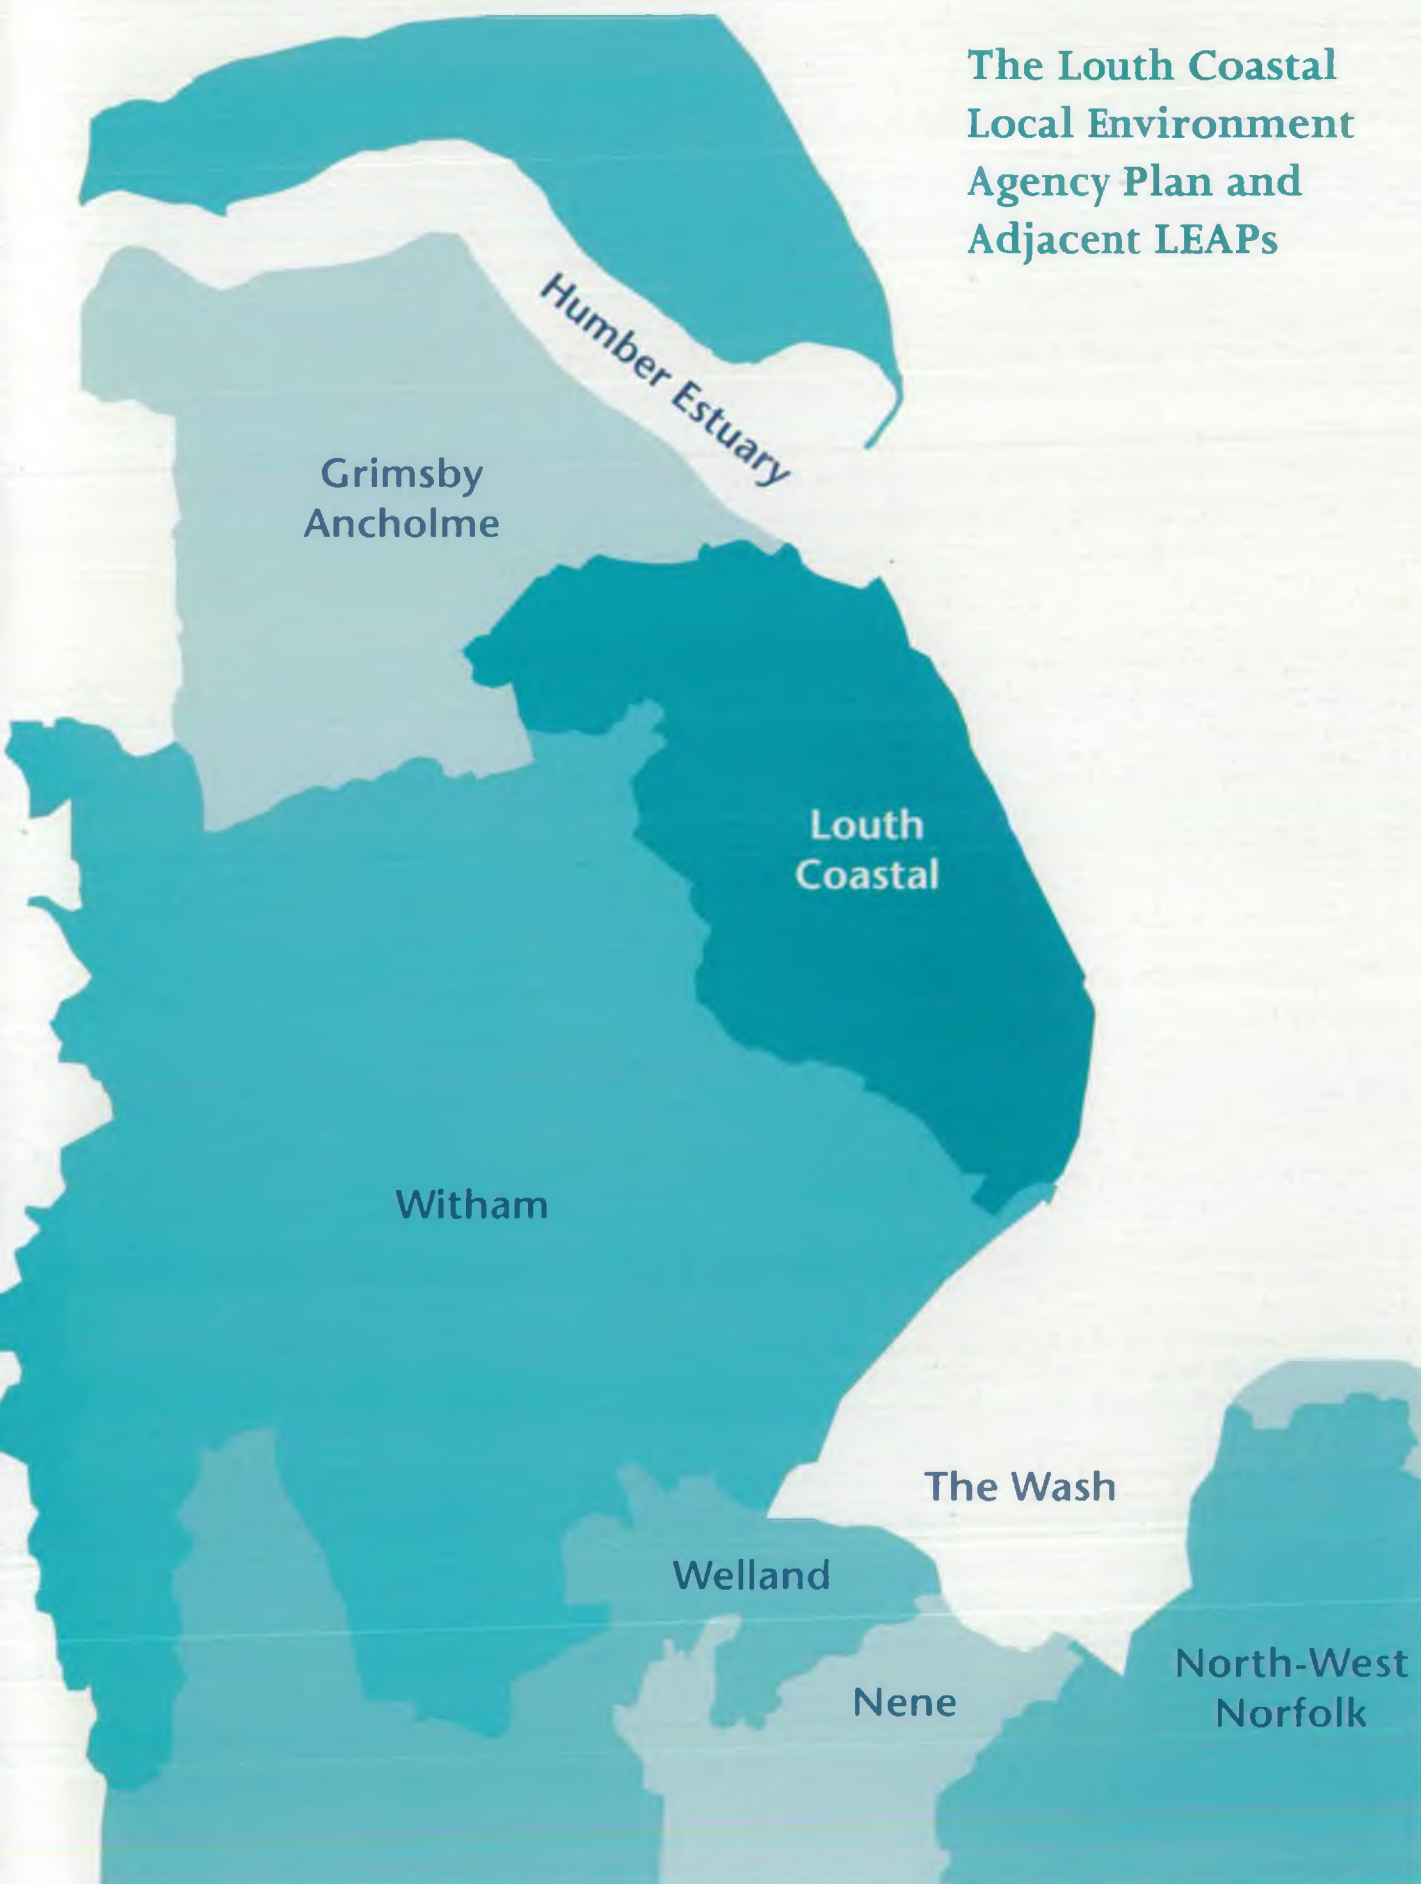 The Louth Coastal
Local Environment
Agency Plan and
Adjacent LEAPs
Humber Estuary
Grimsby
Ancholme
Louth
Coastal
Witham
The Wash
Welland
North-West
Norfolk
Nene